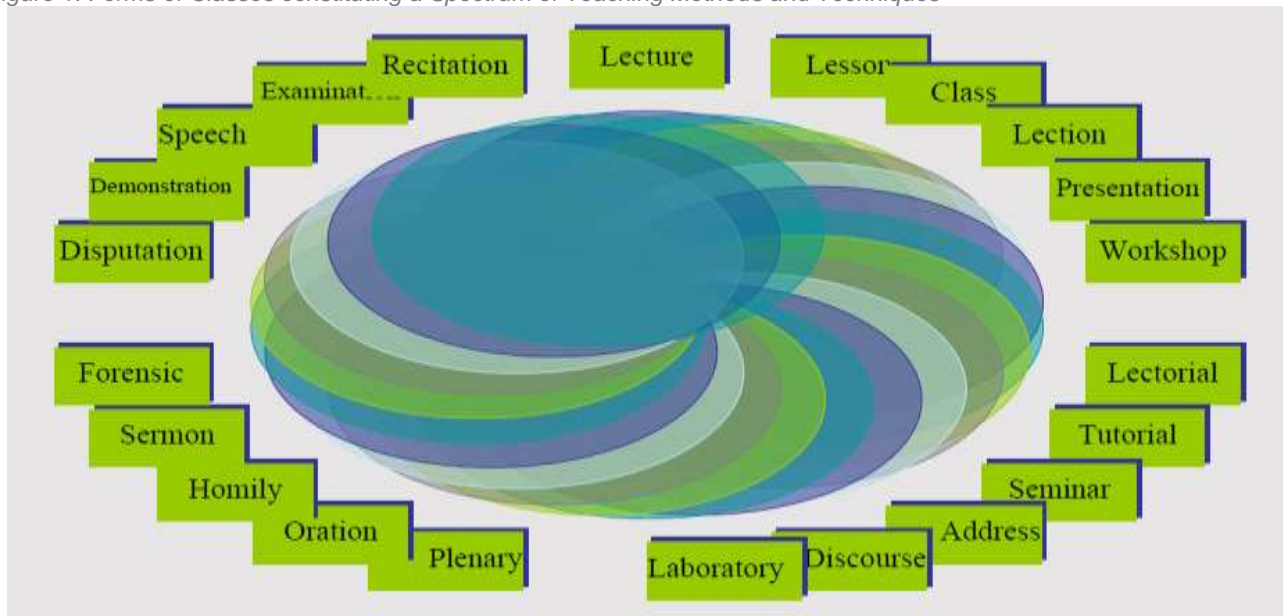 Recitation
Lecture
Lesson
Examinat
Class
Speech
Lection
Demonstration
Presentation
Disputation
Workshop
Forensic
Lectorial
Sermon
Tutorial
Homily
Seminar
Oration
Address
Plenary
Laboratory
Discourse